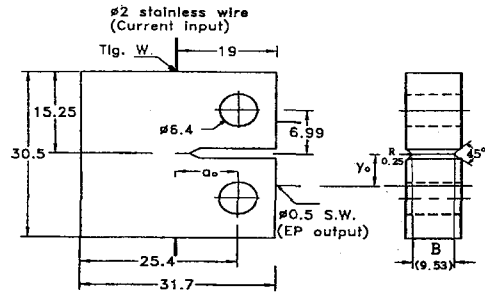 ø2 stainless wire
(Current input)
Tig. W.
19
15.25
30.5
ø6.4
6.99
a₀
ø0.5 S.W.
(EP output)
25.4
31.7
R
0.25
45°
y₀
B
(9.53)